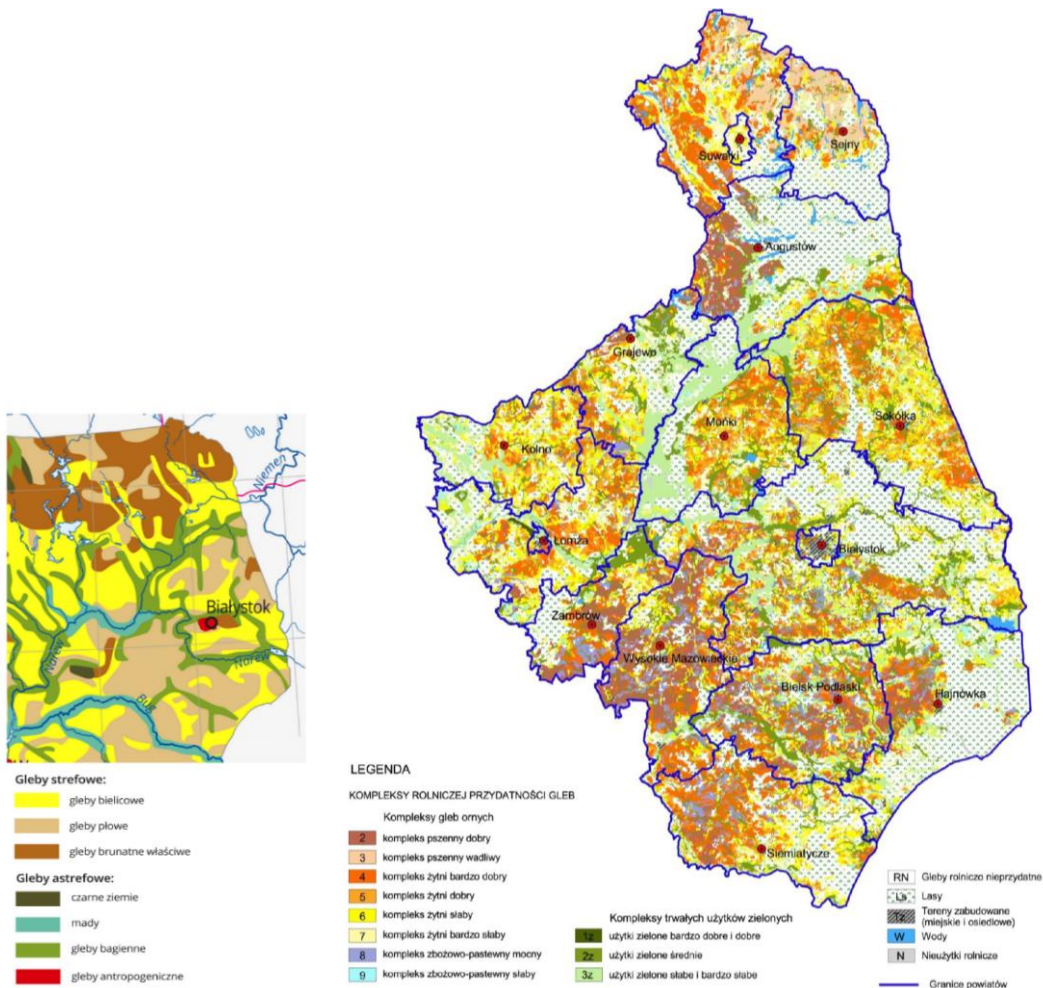 Suwałki
Sejny
Augustów
Grajewo
Kolno
Mońki
Sokółka
Łomża
Białystok
Zambrów
Wysokie Mazowieckie
Bielsk Podlaski
Hajnówka
Siemiatycze
Niemen
Białystok
Narew
Narew
Bug
Gleby strefowe:
gleby bielicowe
gleby płowe
gleby brunatne właściwe
Gleby astrefowe:
czarne ziemie
mady
gleby bagienne
gleby antropogeniczne
LEGENDA
KOMPLEKSY ROLNICZEJ PRZYDATNOŚCI GLEB
Kompleksy gleb ornych
2 kompleks pszenny dobry
3 kompleks pszenny wadliwy
4 kompleks żytni bardzo dobry
5 kompleks żytni dobry
6 kompleks żytni słaby
7 kompleks żytni bardzo słaby
8 kompleks zbożowo-pastewny mocny
9 kompleks zbożowo-pastewny słaby
Kompleksy trwałych użytków zielonych
1z użytki zielone bardzo dobre i dobre
2z użytki zielone średnie
3z użytki zielone słabe i bardzo słabe
RN Gleby rolniczo nieprzydatne
Ls Lasy
Tz Tereny zabudowane
(miejskie i osiedlowe)
W Wody
N Nieużytki rolnicze
Granice powiatów